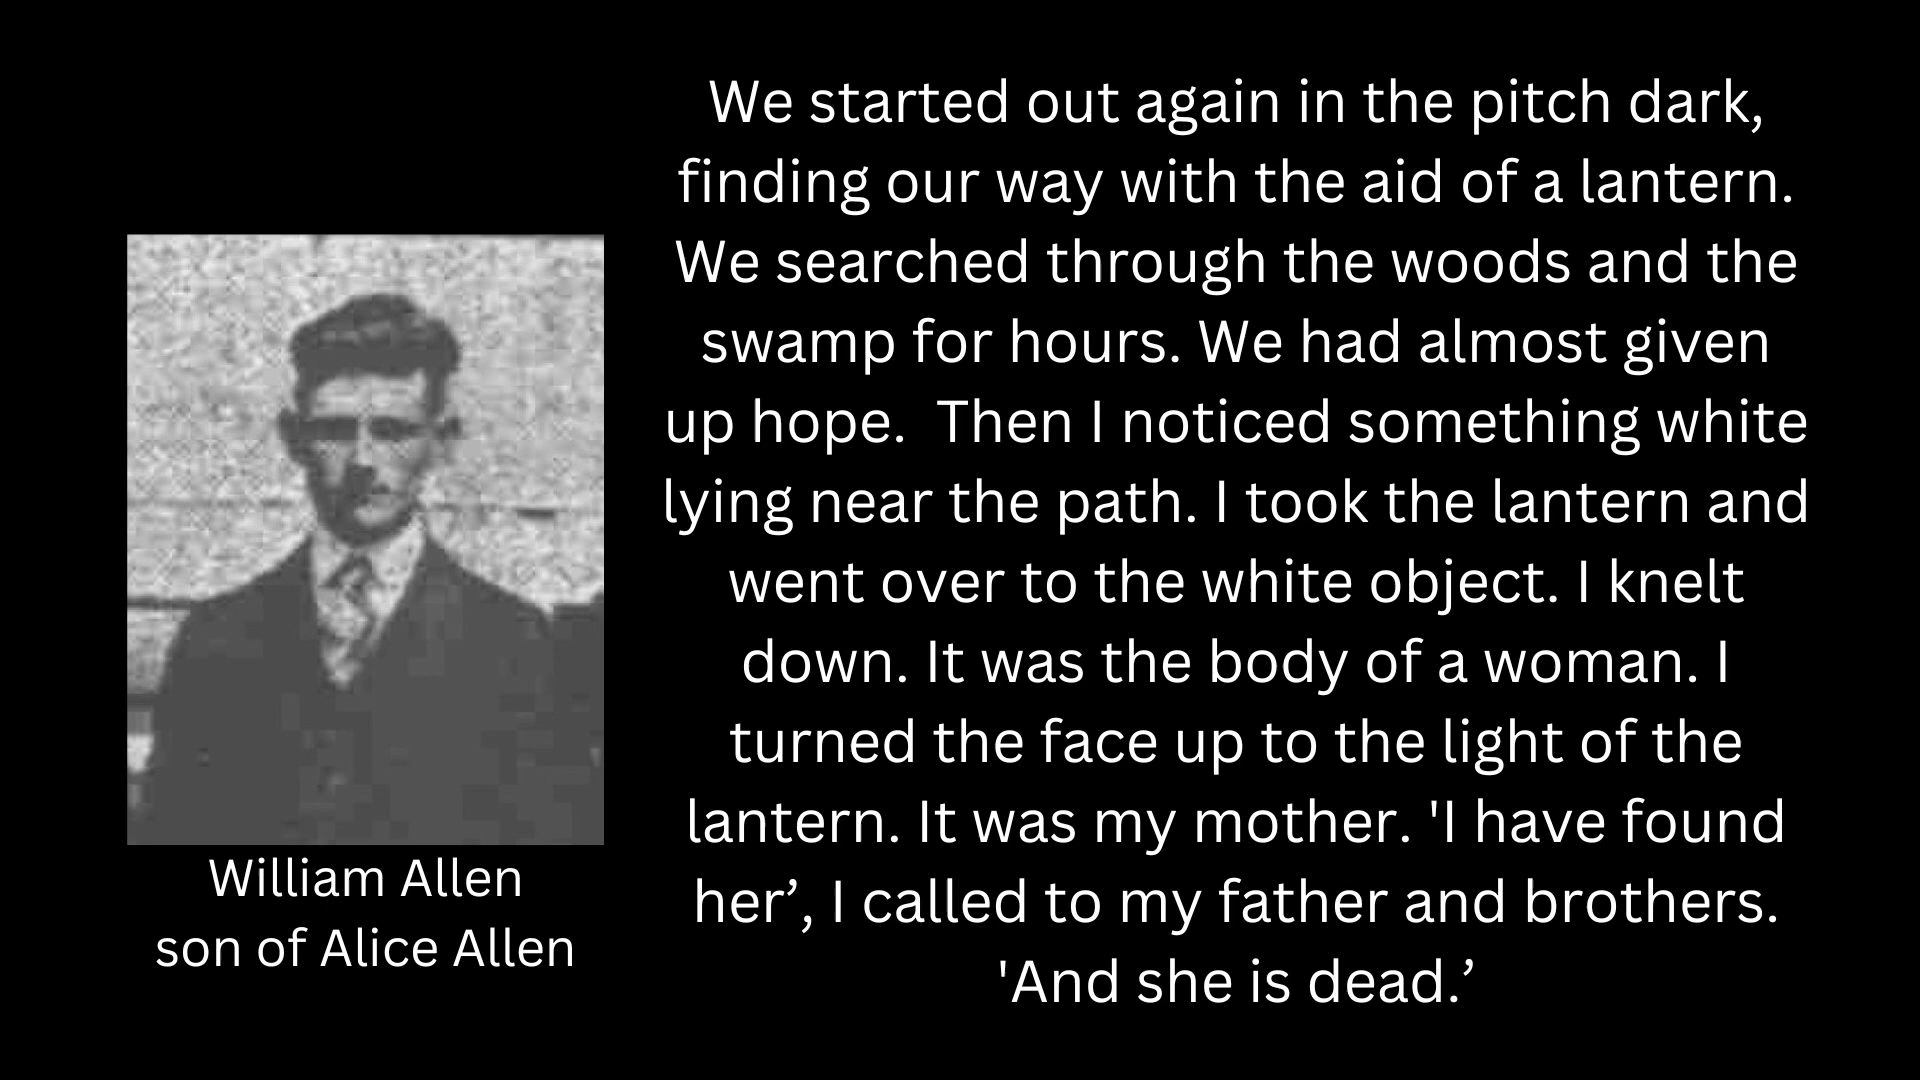 We started out again in the pitch dark,
finding our way with the aid of a lantern.
We searched through the woods and the
swamp for hours. We had almost given
up hope.  Then I noticed something white
lying near the path. I took the lantern and
went over to the white object. I knelt
down. It was the body of a woman. I
turned the face up to the light of the
lantern. It was my mother. 'I have found
her’, I called to my father and brothers.
'And she is dead.’
William Allen
son of Alice Allen